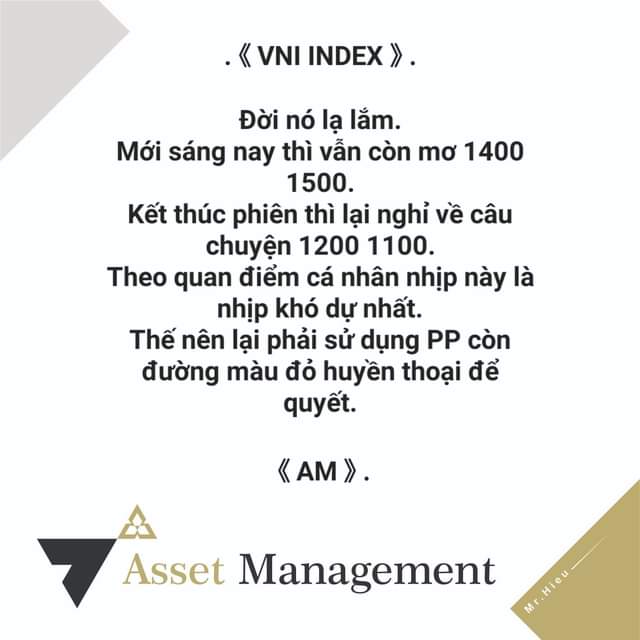 .《 VNI INDEX 》.
Đời nó lạ lắm.
Mới sáng nay thì vẫn còn mơ 1400
1500.
Kết thúc phiên thì lại nghỉ về câu
chuyện 1200 1100.
Theo quan điểm cá nhân nhịp này là
nhịp khó dự nhất.
Thế nên lại phải sử dụng PP còn
đường màu đỏ huyền thoại để
quyết.
《 AM 》.
Asset Management
Mr.Hieu